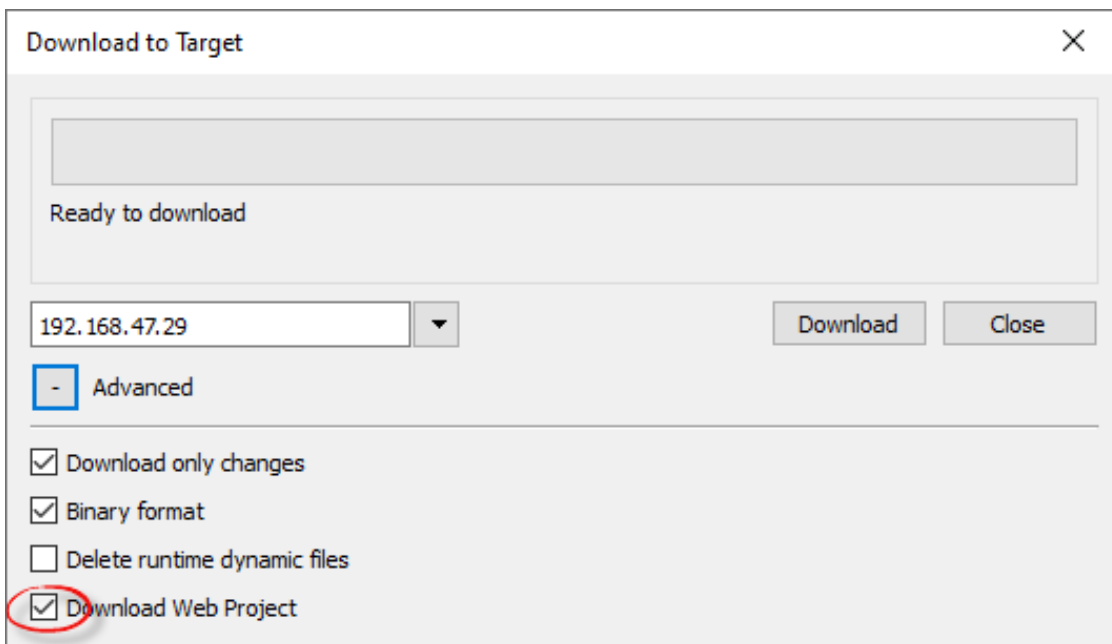 Download to Target
Ready to download
192.168.47.29
Download
Close
- Advanced
Download only changes
Binary format
Delete runtime dynamic files
Download Web Project